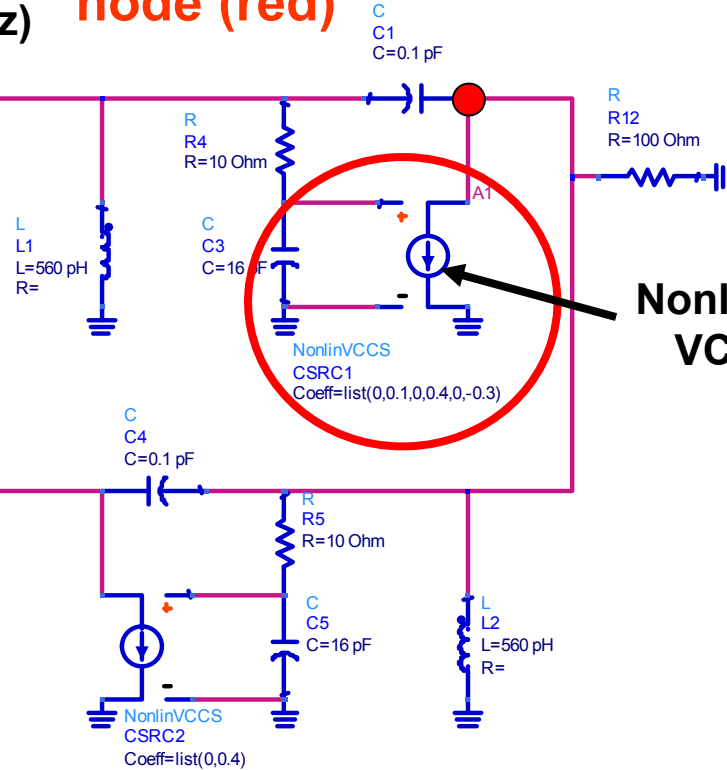 z)
node (red)
C
C1
C=0.1 pF
R
R4
R=10 Ohm
R
R12
R=100 Ohm
A1
+
-
L
L1
L=560 pH
R=
C
C3
C=16 pF
Nonl
VC
NonlinVCCS
CSRC1
Coeff=list(0,0.1,0,0.4,0,-0.3)
C
C4
C=0.1 pF
R
R5
R=10 Ohm
+
-
C
C5
C=16 pF
L
L2
L=560 pH
R=
NonlinVCCS
CSRC2
Coeff=list(0,0.4)